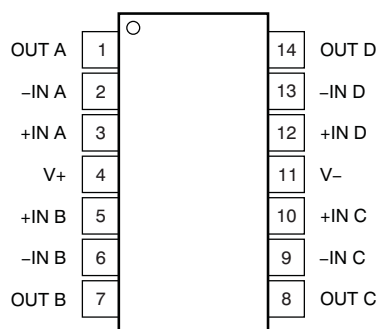 OUT A 1 14 OUT D
−IN A 2 13 −IN D
+IN A 3 12 +IN D
V+ 4 11 V−
+IN B 5 10 +IN C
−IN B 6 9 −IN C
OUT B 7 8 OUT C